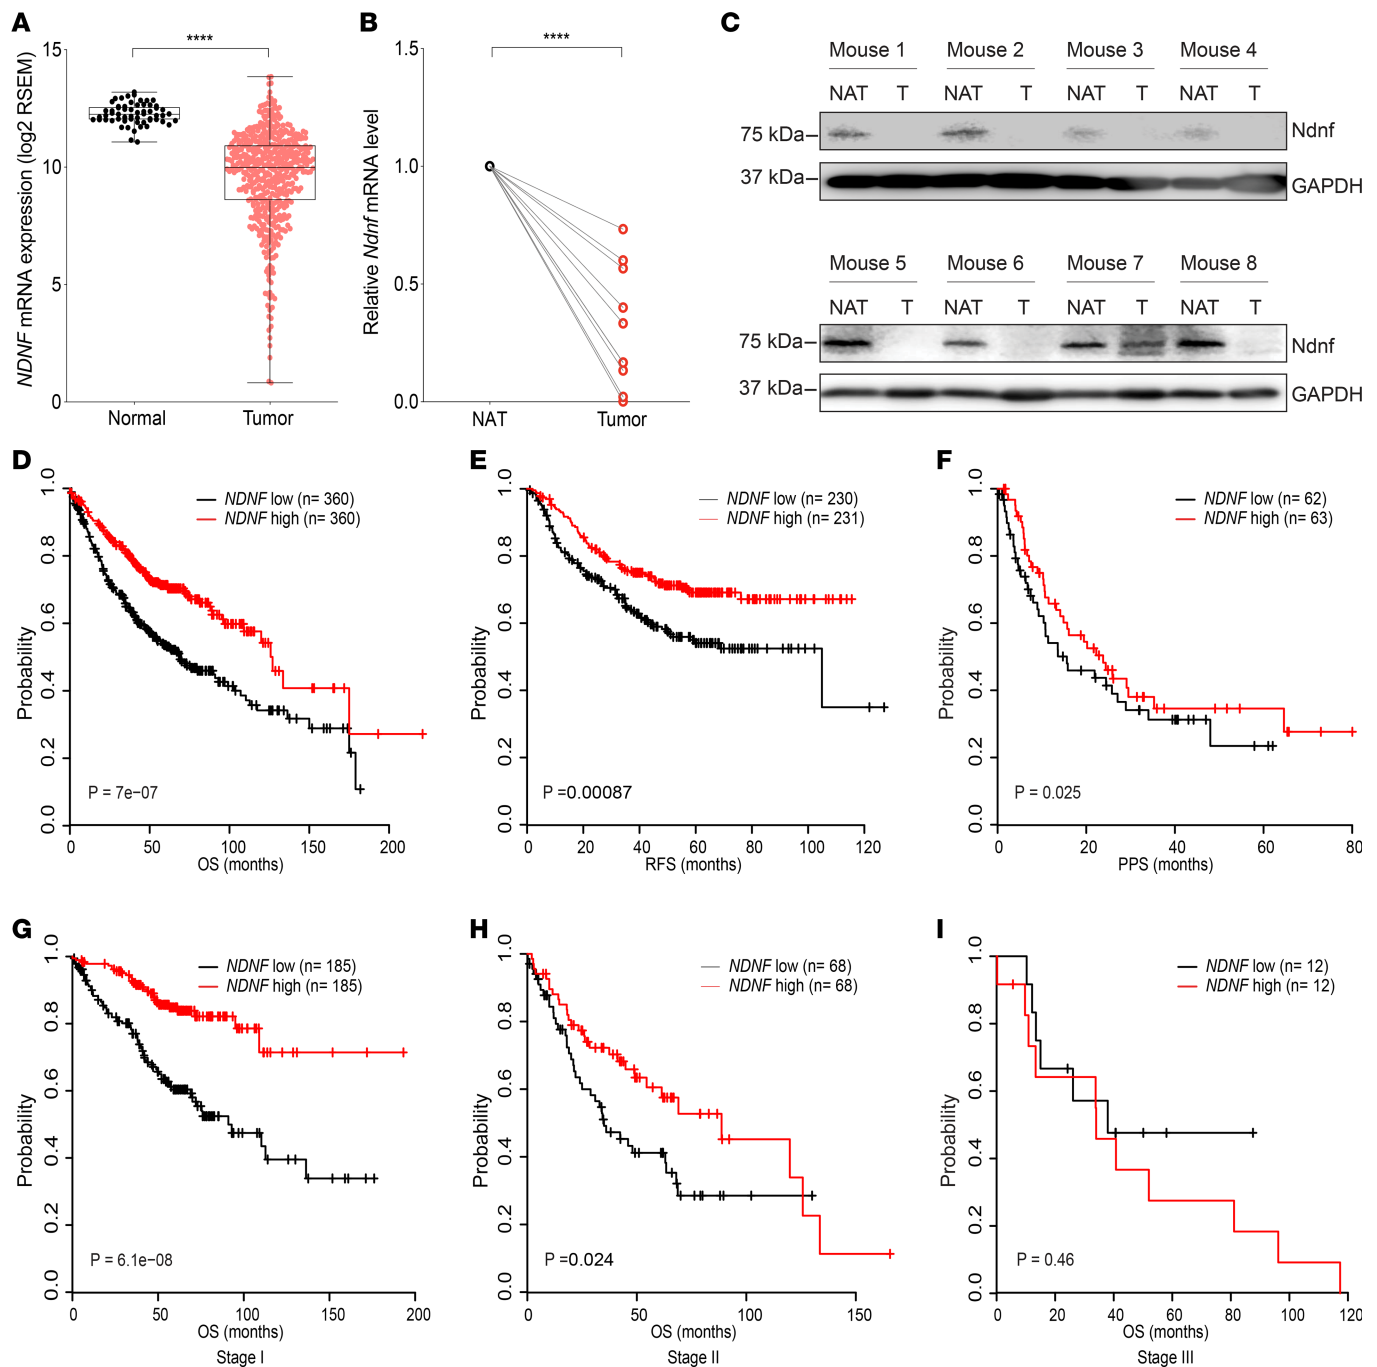 A
NDNF mRNA expression (log2 RSEM)
15
10
5
0
****
Normal
Tumor
B
Relative Ndnf mRNA level
1.5
1.0
0.5
0.0
****
NAT
Tumor
C
Mouse 1 Mouse 2 Mouse 3 Mouse 4
NAT T NAT T NAT T NAT T
75 kDa– Ndnf
37 kDa– GAPDH
Mouse 5 Mouse 6 Mouse 7 Mouse 8
NAT T NAT T NAT T NAT T
75 kDa– Ndnf
37 kDa– GAPDH
D
Probability
1.0
0.8
0.6
0.4
0.2
0.0
NDNF low (n= 360)
NDNF high (n= 360)
P = 7e−07
0 50 100 150 200
OS (months)
E
Probability
1.0
0.8
0.6
0.4
0.2
0.0
NDNF low (n= 230)
NDNF high (n= 231)
P =0.00087
0 20 40 60 80 100 120
RFS (months)
F
Probability
1.0
0.8
0.6
0.4
0.2
0.0
NDNF low (n= 62)
NDNF high (n= 63)
P = 0.025
0 20 40 60 80
PPS (months)
G
Probability
1.0
0.8
0.6
0.4
0.2
0.0
NDNF low (n= 185)
NDNF high (n= 185)
P = 6.1e−08
0 50 100 150 200
OS (months)
Stage I
H
Probability
1.0
0.8
0.6
0.4
0.2
0.0
NDNF low (n= 68)
NDNF high (n= 68)
P =0.024
0 50 100 150
OS (months)
Stage II
I
Probability
1.0
0.8
0.6
0.4
0.2
0.0
NDNF low (n= 12)
NDNF high (n= 12)
P = 0.46
0 20 40 60 80 100 120
OS (months)
Stage III